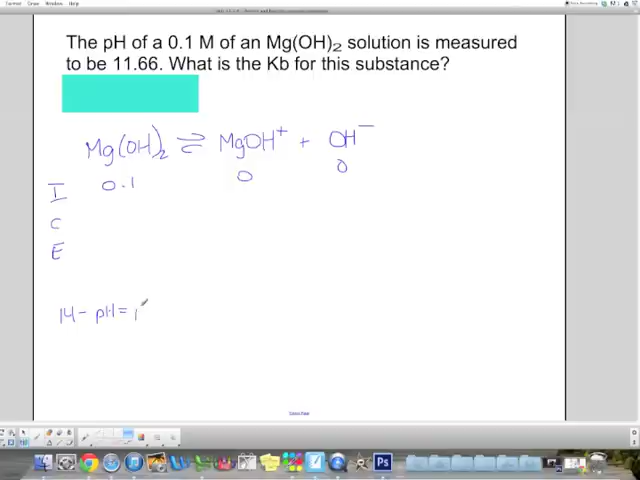 The pH of a 0.1 M of an Mg(OH)₂ solution is measured
to be 11.66. What is the Kb for this substance?
Mg(OH)₂ ⇌ MgOH⁺ + OH⁻
I 0.1 0 0
C
E
14 - pH =